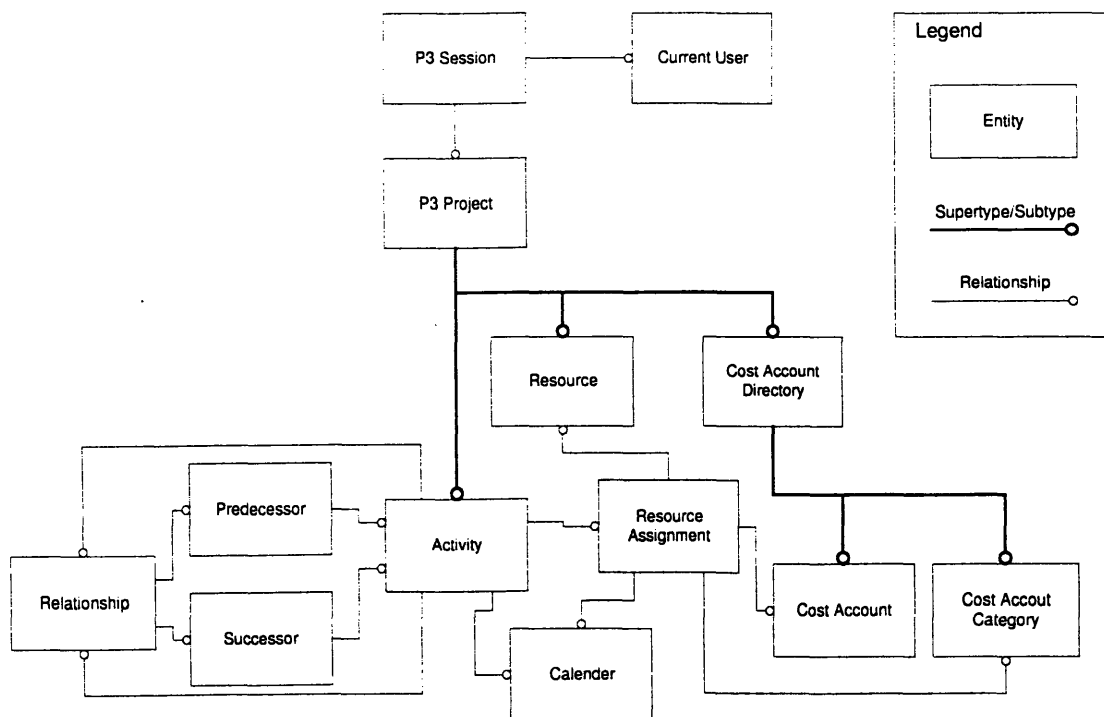 Legend
P3 Session
Current User
Entity
P3 Project
Supertype/Subtype
Relationship
Resource
Cost Account
Directory
Predecessor
Activity
Resource
Assignment
Relationship
Successor
Cost Account
Cost Accout
Category
Calender